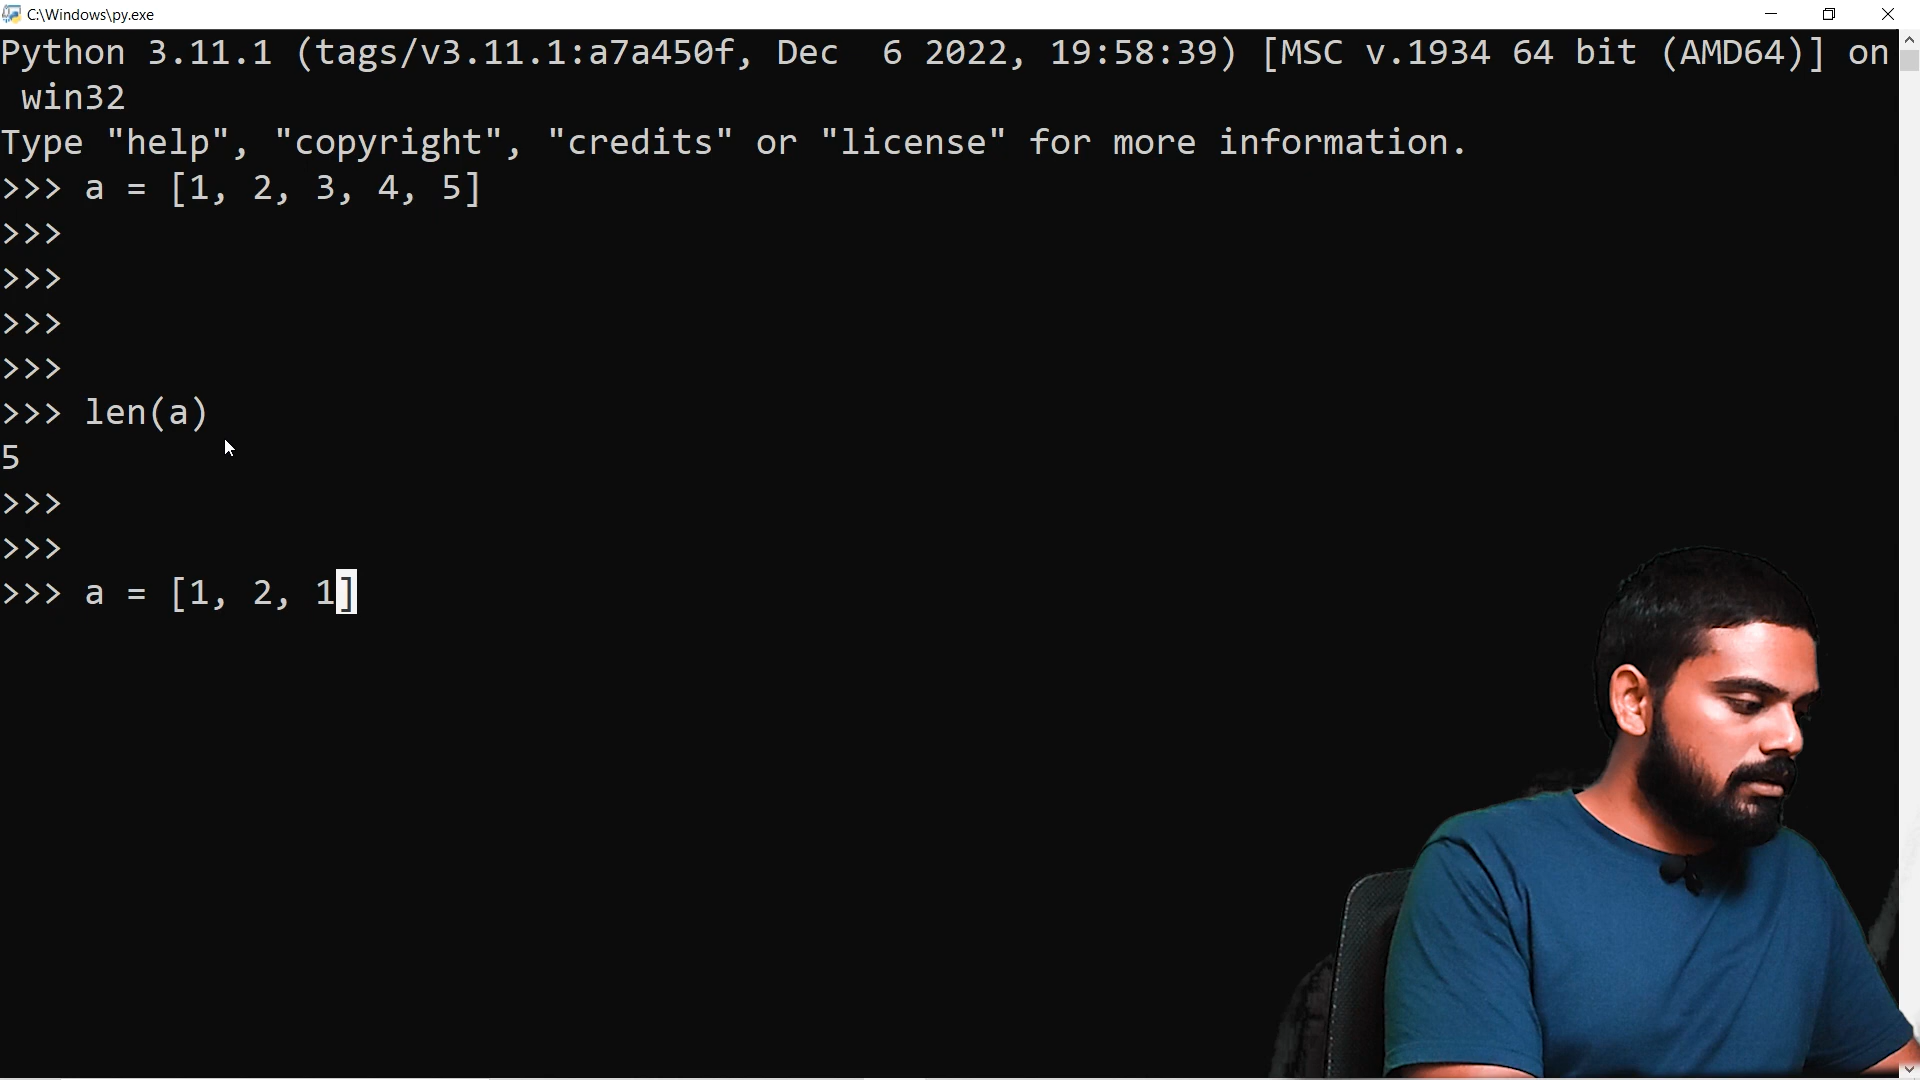 C:\Windows\py.exe
Python 3.11.1 (tags/v3.11.1:a7a450f, Dec  6 2022, 19:58:39) [MSC v.1934 64 bit (AMD64)] on
 win32
Type "help", "copyright", "credits" or "license" for more information.
>>> a = [1, 2, 3, 4, 5]
>>>
>>>
>>>
>>>
>>> len(a)
5
>>>
>>>
>>> a = [1, 2, 1]